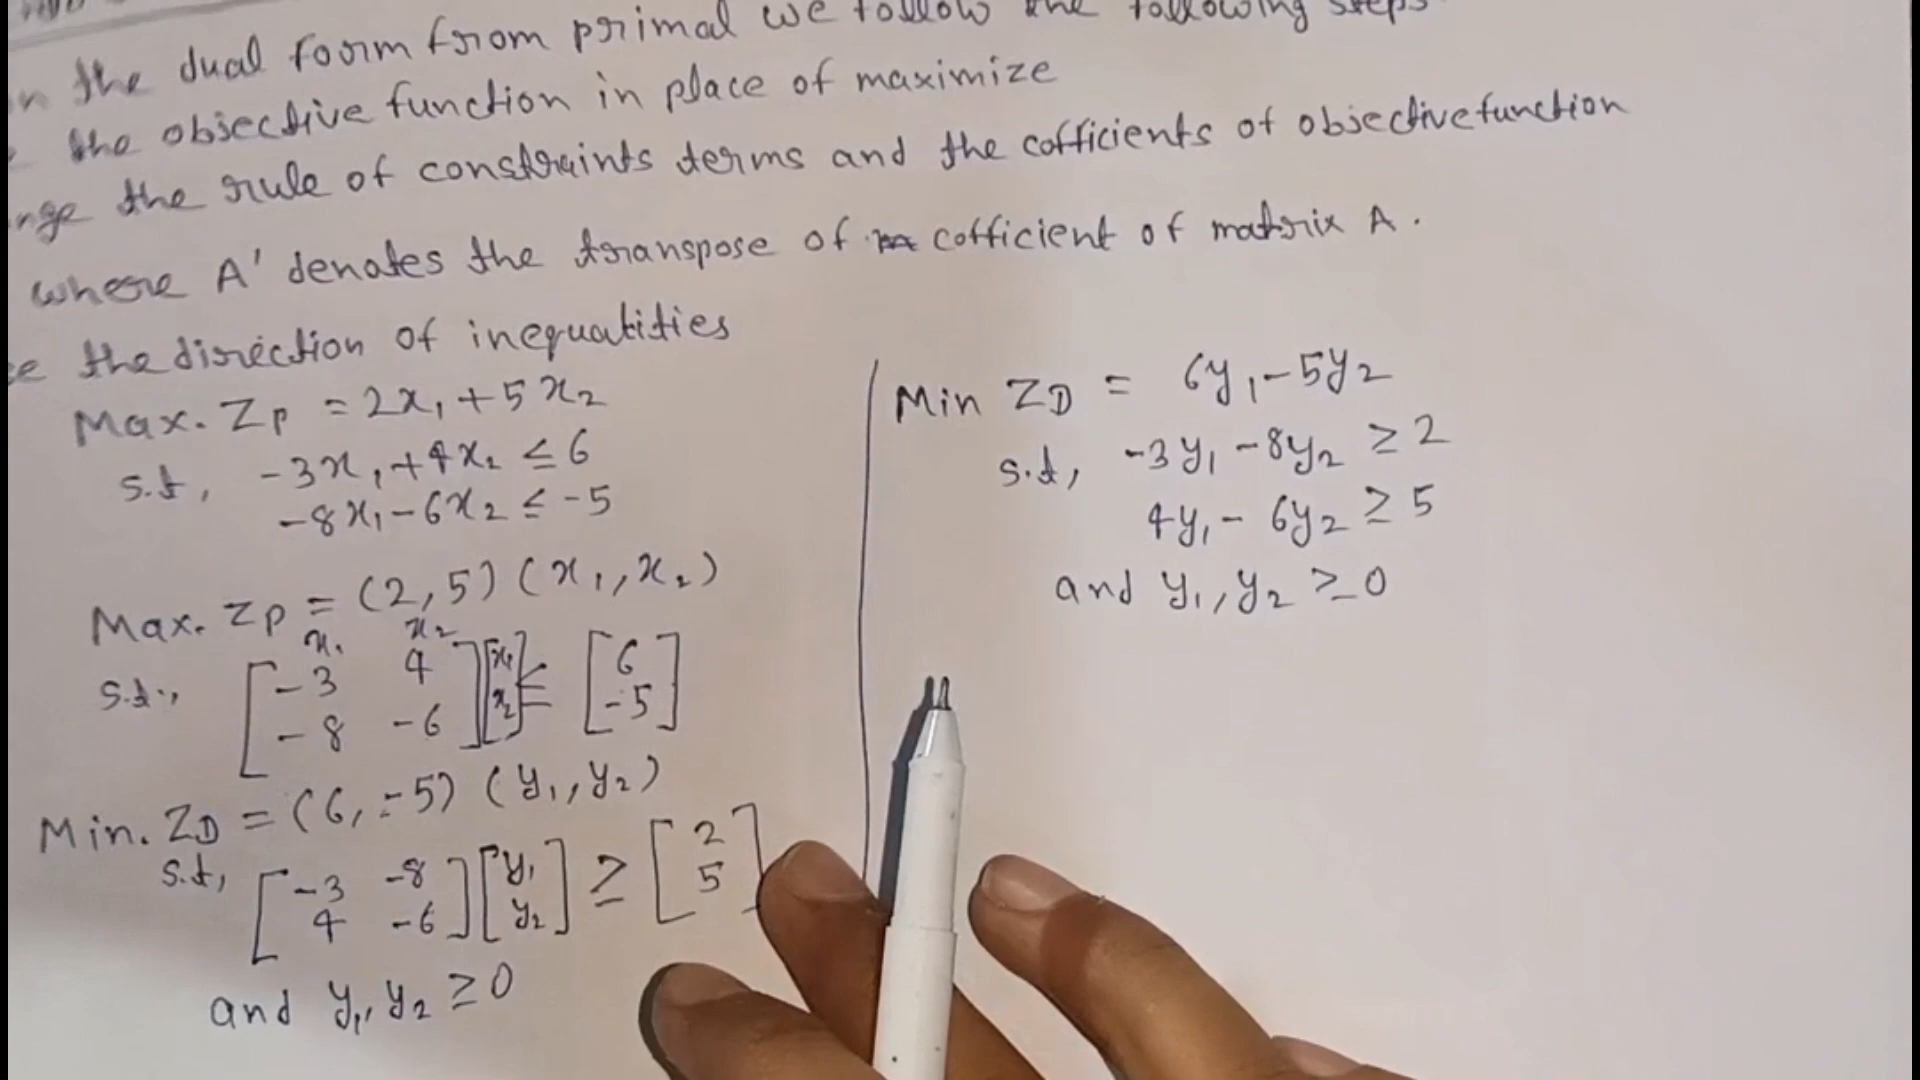 the dual form from primal we follow the following steps
the objective function in place of maximize
the rule of constraints terms and the cofficients of objective function
where A' denotes the transpose of cofficient of matrix A.
the direction of inequalities
Max. Zp = 2x₁ + 5x₂
s.t, -3x₁ + 4x₂ ≤ 6
-8x₁ - 6x₂ ≤ -5
Max. Zp = (2, 5) (x₁, x₂)
x₁ x₂
s.t., [-3 4] [x₁] ≤ [6]
[-8 -6] [x₂] [-5]
Min. ZD = (6, -5) (y₁, y₂)
s.t, [-3 -8] [y₁] ≥ [2]
[4 -6] [y₂] [5]
and y₁, y₂ ≥ 0
Min ZD = 6y₁ - 5y₂
s.t, -3y₁ - 8y₂ ≥ 2
4y₁ - 6y₂ ≥ 5
and y₁, y₂ ≥ 0